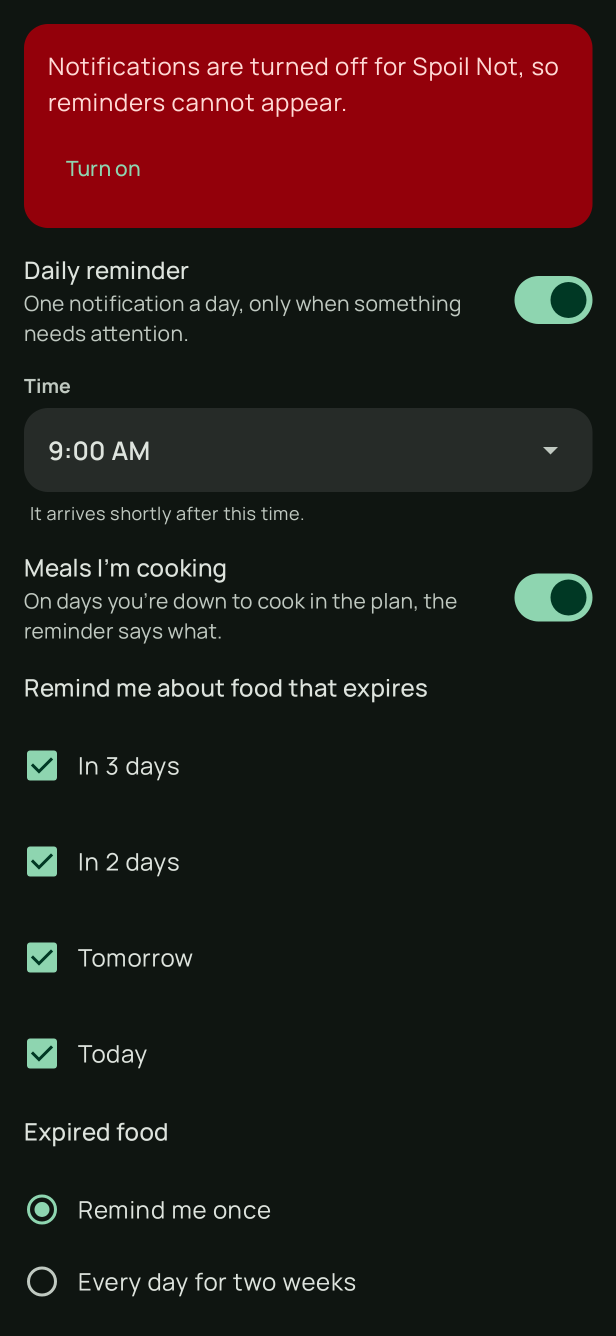 Notifications are turned off for Spoil Not, so
reminders cannot appear.
Turn on
Daily reminder
One notification a day, only when something
needs attention.
Time
9:00 AM
It arrives shortly after this time.
Meals I’m cooking
On days you’re down to cook in the plan, the
reminder says what.
Remind me about food that expires
In 3 days
In 2 days
Tomorrow
Today
Expired food
Remind me once
Every day for two weeks